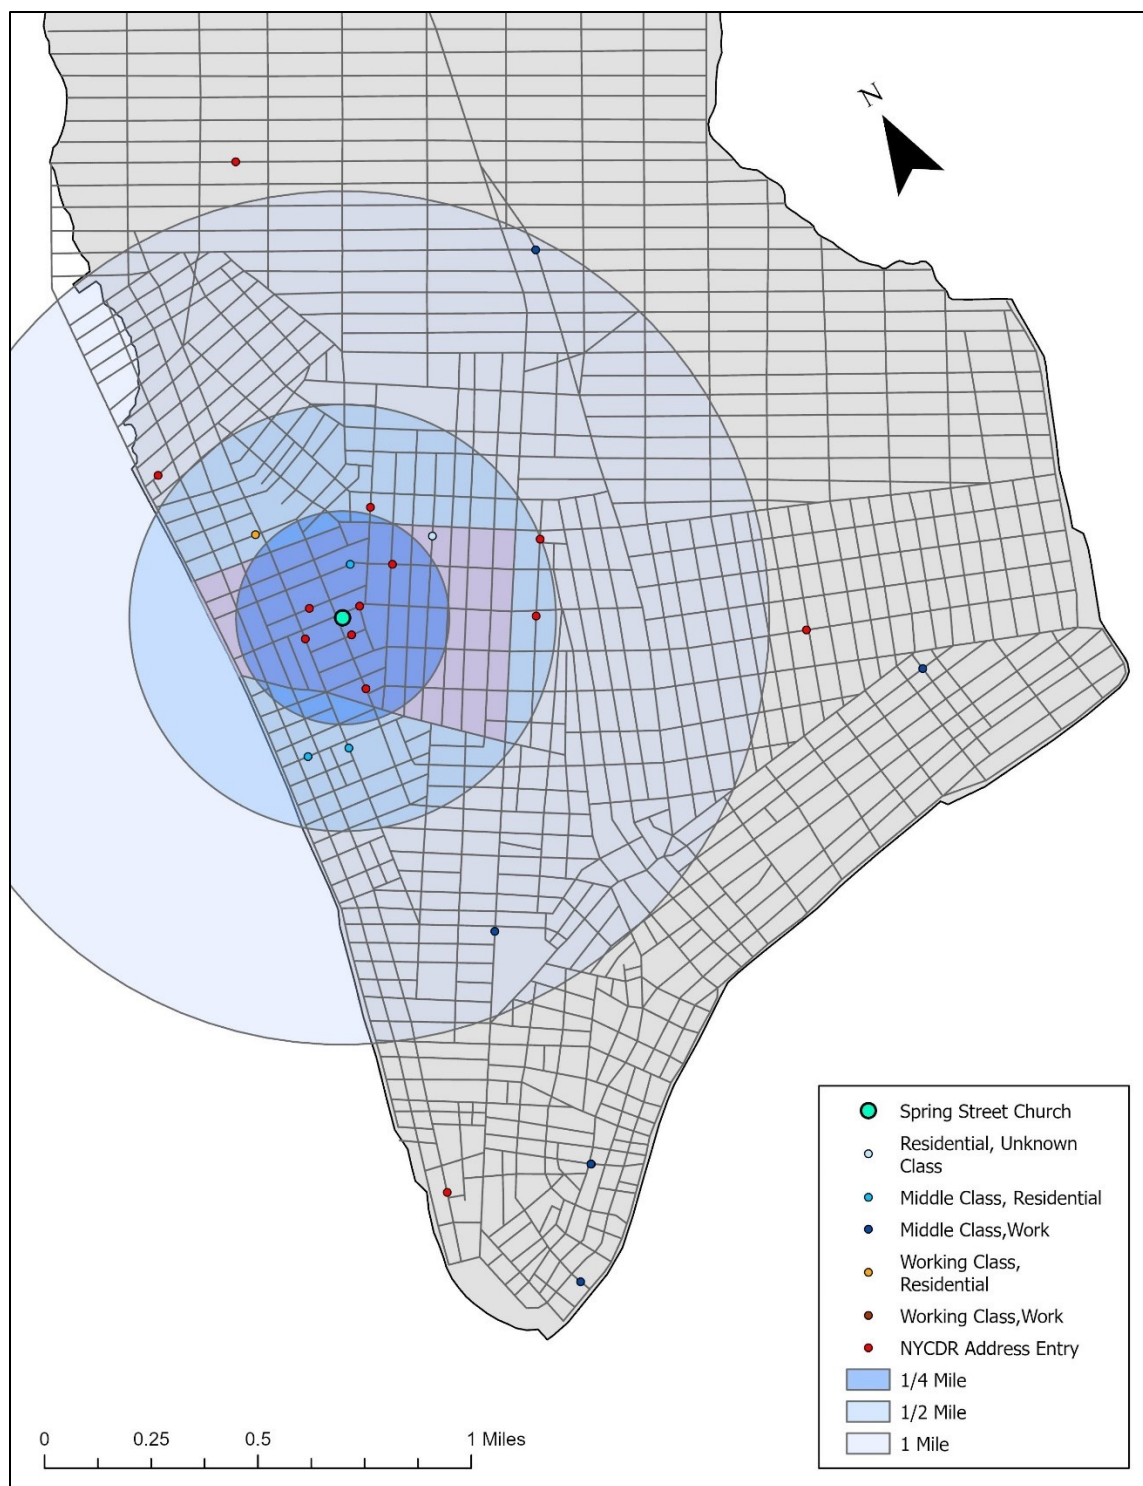 N
Spring Street Church
Residential, Unknown
Class
Middle Class, Residential
Middle Class,Work
Working Class,
Residential
Working Class,Work
NYCDR Address Entry
1/4 Mile
1/2 Mile
1 Mile
0 0.25 0.5 1 Miles